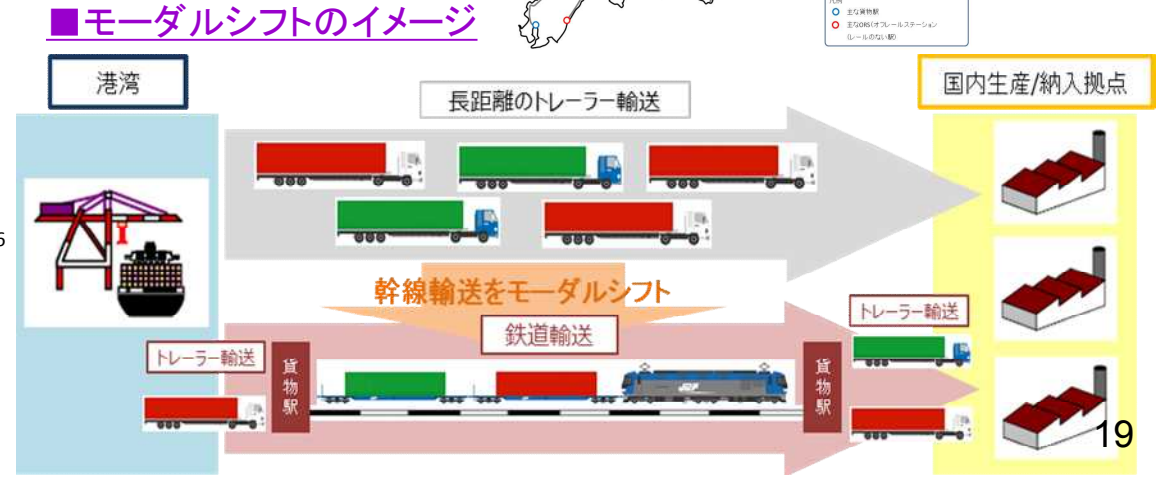 ■モーダルシフトのイメージ
主な貨物駅
主なORS(オフレールステーション
(レールのない駅)
港湾
長距離のトレーラー輸送
国内生産/納入拠点
幹線輸送をモーダルシフト
鉄道輸送
トレーラー輸送
トレーラー輸送
貨物駅
貨物駅
19